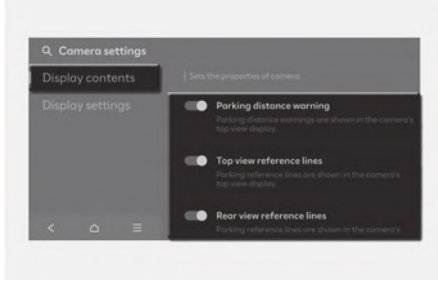 Camera settings
Display contents
Sets the properties of camera.
Display settings
Parking distance warning
Parking distance warnings are shown in the camera's
top view display.
Top view reference lines
Parking reference lines are shown in the camera's
top view display.
Rear view reference lines
Parking reference lines are shown in the camera's